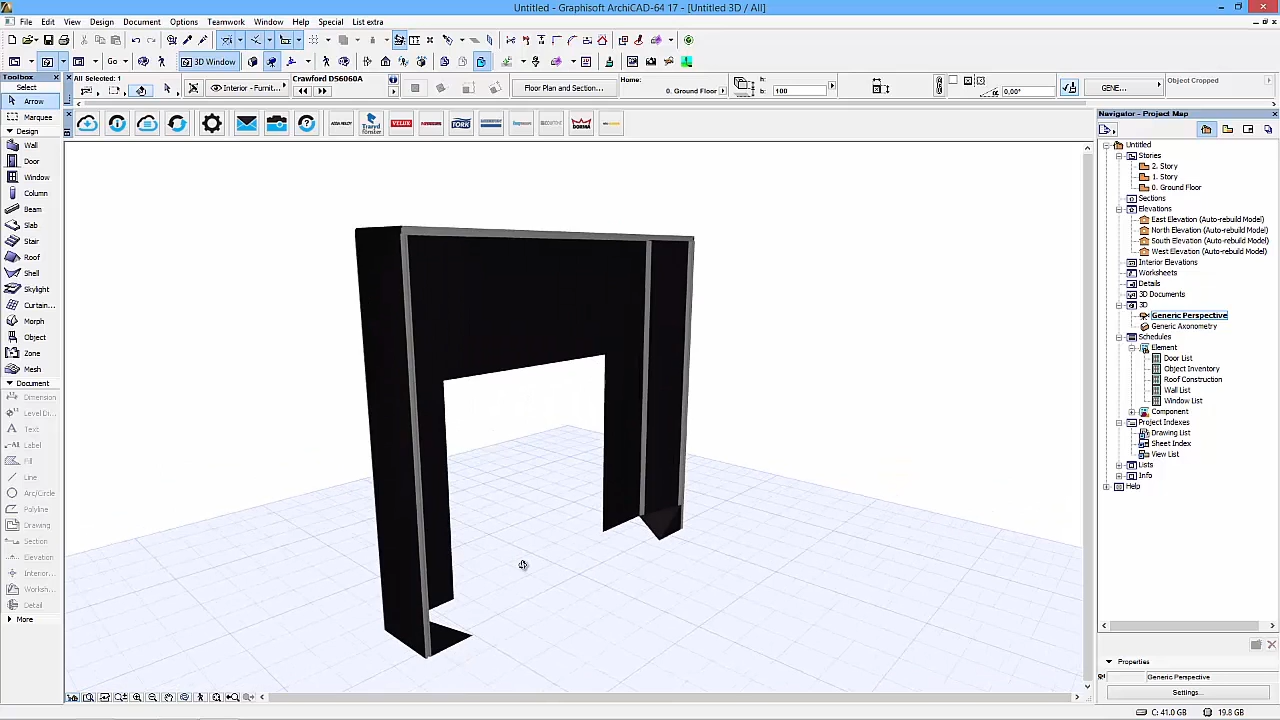 Untitled - Graphisoft ArchiCAD-64 17 - [Untitled 3D / All]
File Edit View Design Document Options Teamwork Window Help Special List extra
Go
3D Window
Toolbox
Select
Arrow
Marquee
Design
Wall
Door
Window
Column
Beam
Slab
Stair
Roof
Shell
Skylight
Curtain...
Morph
Object
Zone
Mesh
Document
Dimension
Level Di...
Text
Label
Fill
Line
Arc/Circle
Polyline
Drawing
Section
Elevation
Interior...
Worksh...
Detail
More
All Selected: 1
Interior - Furnit...
Crawford DS6060A
Floor Plan and Section...
Home:
0. Ground Floor
h:
100
0,00°
GENE...
Object Cropped
VELUX
DORMA
Navigator - Project Map
Untitled
Stories
2. Story
1. Story
0. Ground Floor
Sections
Elevations
East Elevation (Auto-rebuild Model)
North Elevation (Auto-rebuild Model)
South Elevation (Auto-rebuild Model)
West Elevation (Auto-rebuild Model)
Interior Elevations
Worksheets
Details
3D Documents
3D
Generic Perspective
Generic Axonometry
Schedules
Element
Door List
Object Inventory
Roof Construction
Wall List
Window List
Component
Project Indexes
Drawing List
Sheet Index
View List
Lists
Info
Help
Properties
Generic Perspective
Settings...
C: 41.0 GB
19.8 GB